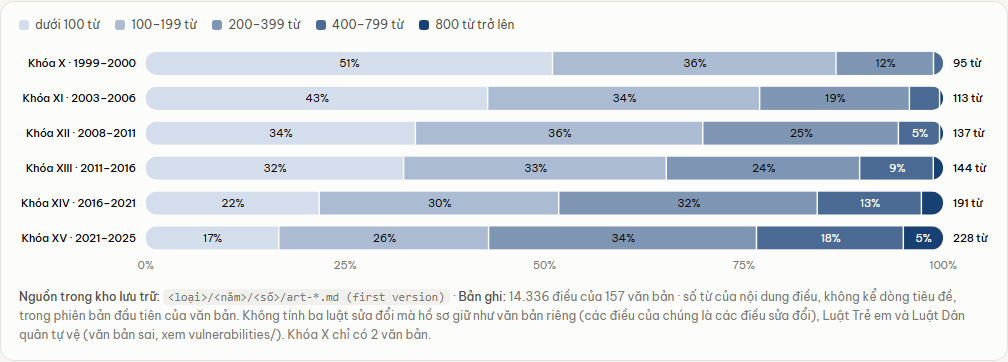 dưới 100 từ 100–199 từ 200–399 từ 400–799 từ 800 từ trở lên
Khóa X · 1999–2000 51% 36% 12% 95 từ
Khóa XI · 2003–2006 43% 34% 19% 113 từ
Khóa XII · 2008–2011 34% 36% 25% 5% 137 từ
Khóa XIII · 2011–2016 32% 33% 24% 9% 144 từ
Khóa XIV · 2016–2021 22% 30% 32% 13% 191 từ
Khóa XV · 2021–2025 17% 26% 34% 18% 5% 228 từ
0% 25% 50% 75% 100%
Nguồn trong kho lưu trữ: <loại>/<năm>/<số>/art-*.md (first version) · Bản ghi: 14.336 điều của 157 văn bản · số từ của nội dung điều, không kể dòng tiêu đề,
trong phiên bản đầu tiên của văn bản. Không tính ba luật sửa đổi mà hồ sơ giữ như văn bản riêng (các điều của chúng là các điều sửa đổi), Luật Trẻ em và Luật Dân
quân tự vệ (văn bản sai, xem vulnerabilities/). Khóa X chỉ có 2 văn bản.